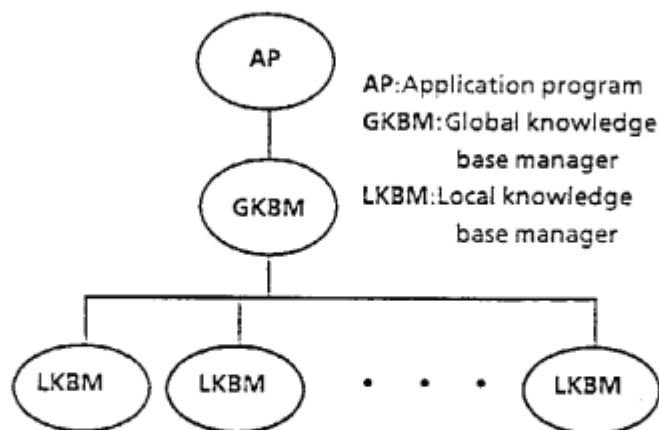 AP
AP:Application program
GKBM:Global knowledge
base manager
GKBM
LKBM:Local knowledge
base manager
LKBM
LKBM
• • •
LKBM